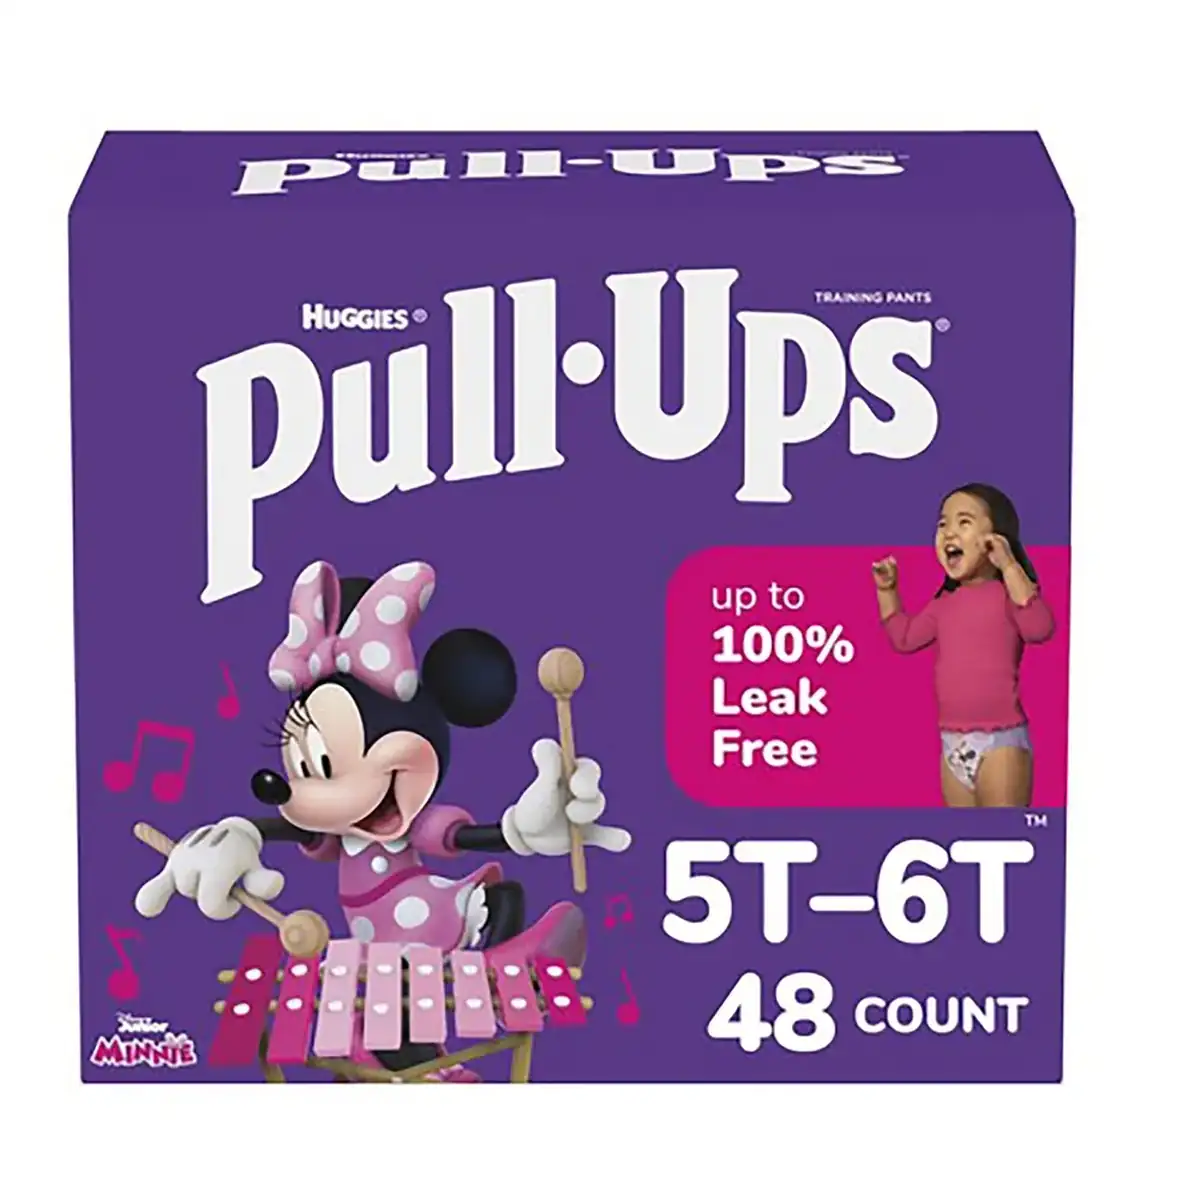 Pull-Ups
HUGGIES®
TRAINING PANTS
Pull-Ups®
up to
100%
Leak
Free
™
5T–6T
48 COUNT
Disney
Junior
MINNIE